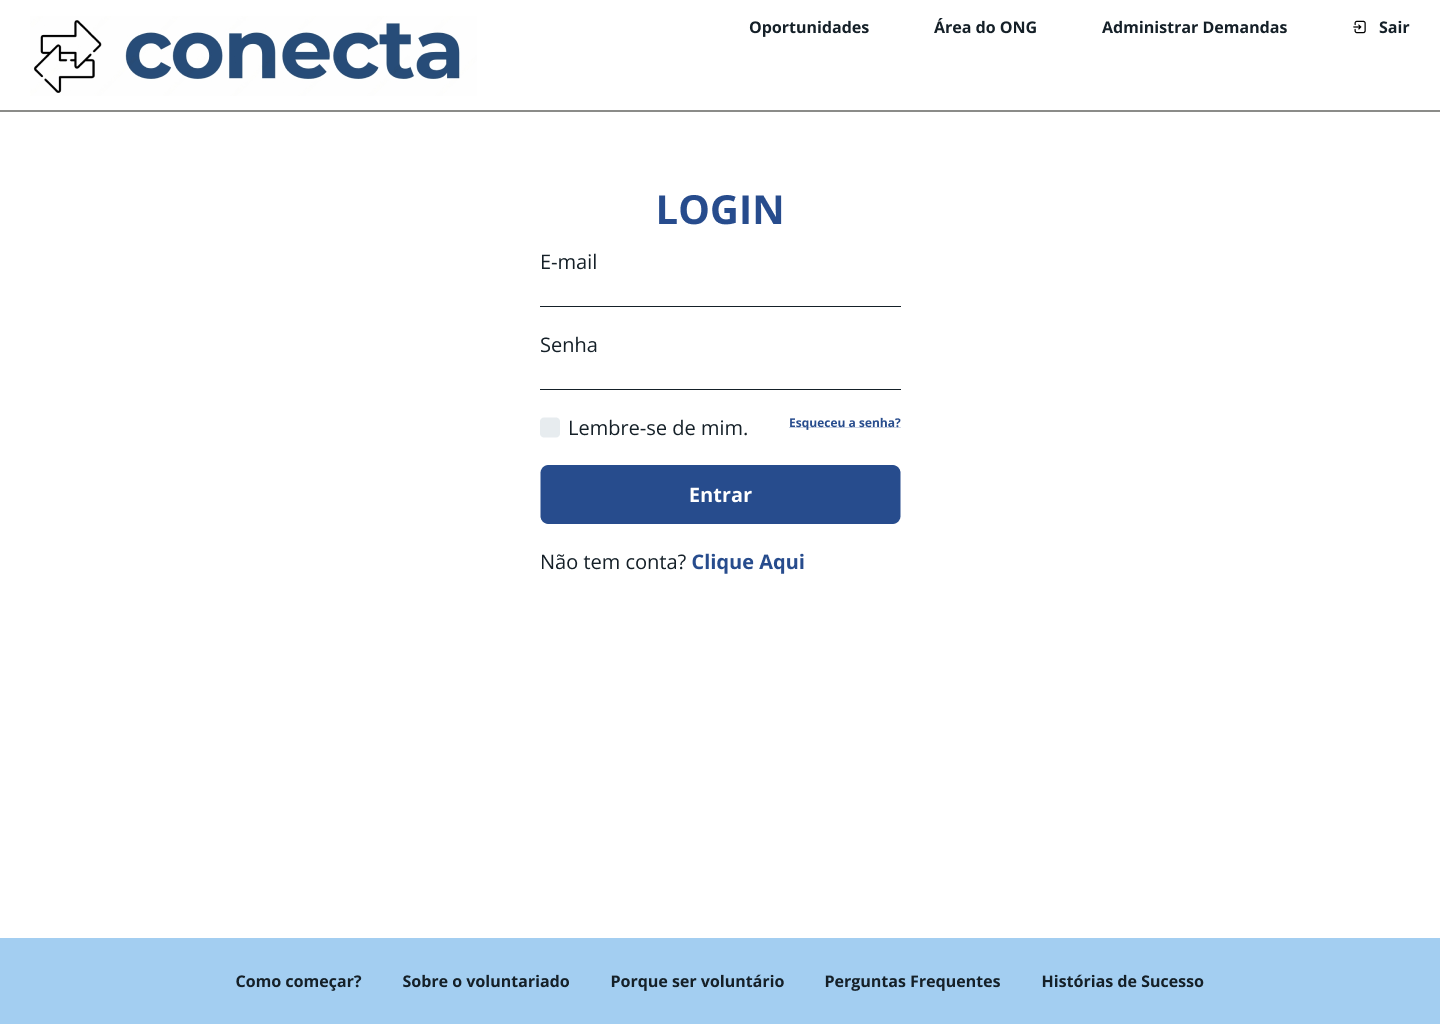 conecta
Oportunidades Área do ONG Administrar Demandas Sair
LOGIN
E-mail
Senha
Lembre-se de mim. Esqueceu a senha?
Entrar
Não tem conta? Clique Aqui
Como começar? Sobre o voluntariado Porque ser voluntário Perguntas Frequentes Histórias de Sucesso